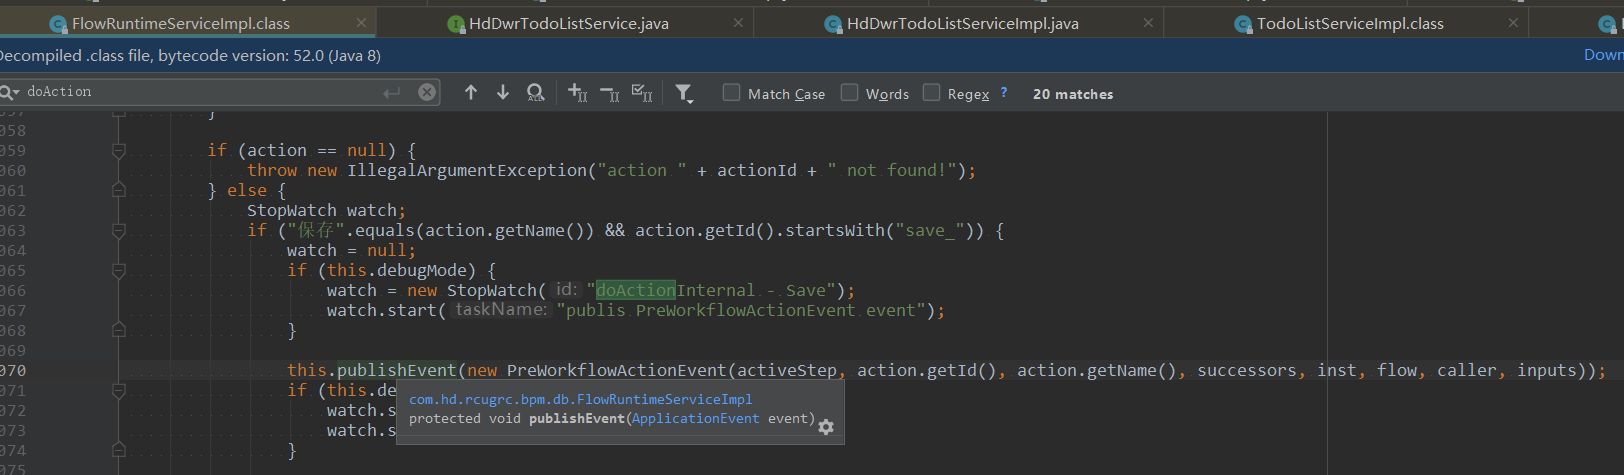 FlowRuntimeServiceImpl.class HdDwrTodoListService.java HdDwrTodoListServiceImpl.java TodoListServiceImpl.class
Decompiled .class file, bytecode version: 52.0 (Java 8) Down
doAction Match Case Words Regex ? 20 matches
058 }
059 if (action == null) {
060 throw new IllegalArgumentException("action " + actionId + " not found!");
061 } else {
062 StopWatch watch;
063 if ("保存".equals(action.getName()) && action.getId().startsWith("save_")) {
064 watch = null;
065 if (this.debugMode) {
066 watch = new StopWatch( id: "doActionInternal - Save");
067 watch.start( taskName: "publis PreWorkflowActionEvent event");
068 }
069
070 this.publishEvent(new PreWorkflowActionEvent(activeStep, action.getId(), action.getName(), successors, inst, flow, caller, inputs));
071 if (this.de
com.hd.rcugrc.bpm.db.FlowRuntimeServiceImpl
072 watch.s
protected void publishEvent(ApplicationEvent event)
073 watch.s
074 }
075